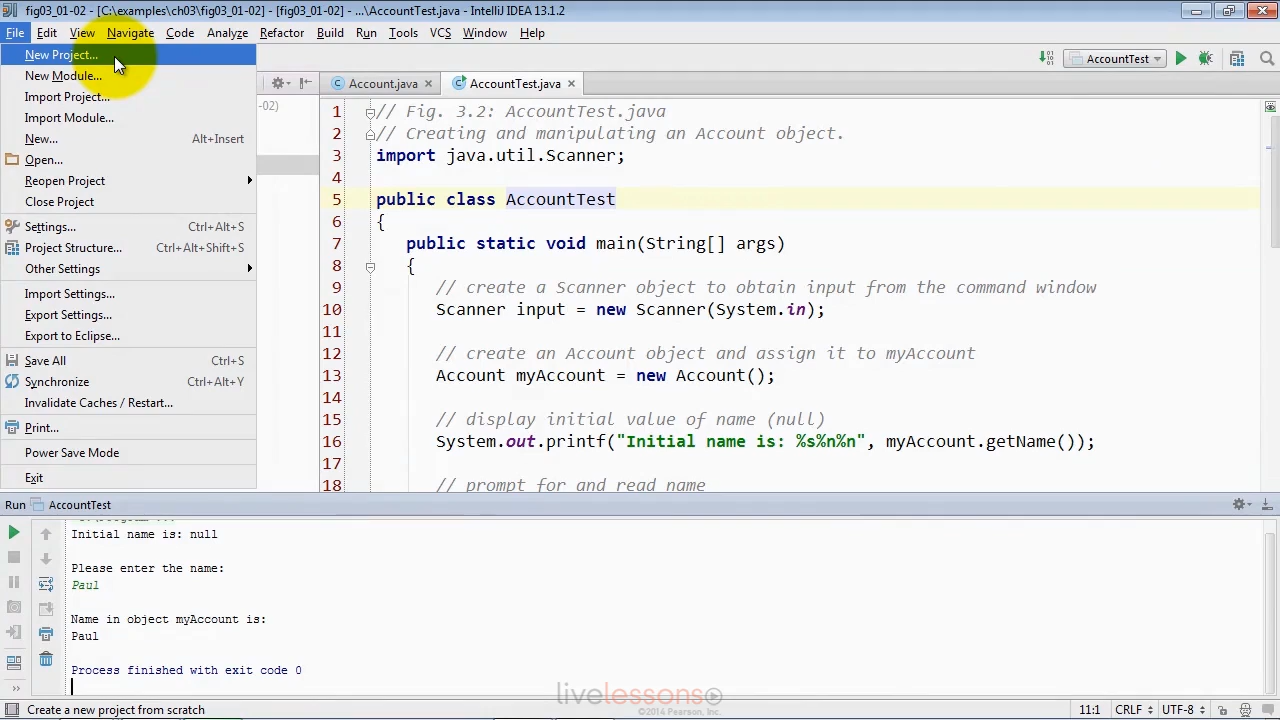 fig03_01-02 - [C:\examples\ch03\fig03_01-02] - [fig03_01-02] - ...\AccountTest.java - IntelliJ IDEA 13.1.2
File Edit View Navigate Code Analyze Refactor Build Run Tools VCS Window Help
New Project...
New Module...
Import Project...
Import Module...
New... Alt+Insert
Open...
Reopen Project
Close Project
Settings... Ctrl+Alt+S
Project Structure... Ctrl+Alt+Shift+S
Other Settings
Import Settings...
Export Settings...
Export to Eclipse...
Save All Ctrl+S
Synchronize Ctrl+Alt+Y
Invalidate Caches / Restart...
Print...
Power Save Mode
Exit
AccountTest
-02)
Account.java AccountTest.java
1 // Fig. 3.2: AccountTest.java
2 // Creating and manipulating an Account object.
3 import java.util.Scanner;
4
5 public class AccountTest
6 {
7 public static void main(String[] args)
8 {
9 // create a Scanner object to obtain input from the command window
10 Scanner input = new Scanner(System.in);
11
12 // create an Account object and assign it to myAccount
13 Account myAccount = new Account();
14
15 // display initial value of name (null)
16 System.out.printf("Initial name is: %s%n%n", myAccount.getName());
17
18 // prompt for and read name
Run AccountTest
Initial name is: null
Please enter the name:
Paul
Name in object myAccount is:
Paul
Process finished with exit code 0
livelessons
©2014 Pearson, Inc.
Create a new project from scratch
11:1 CRLF UTF-8